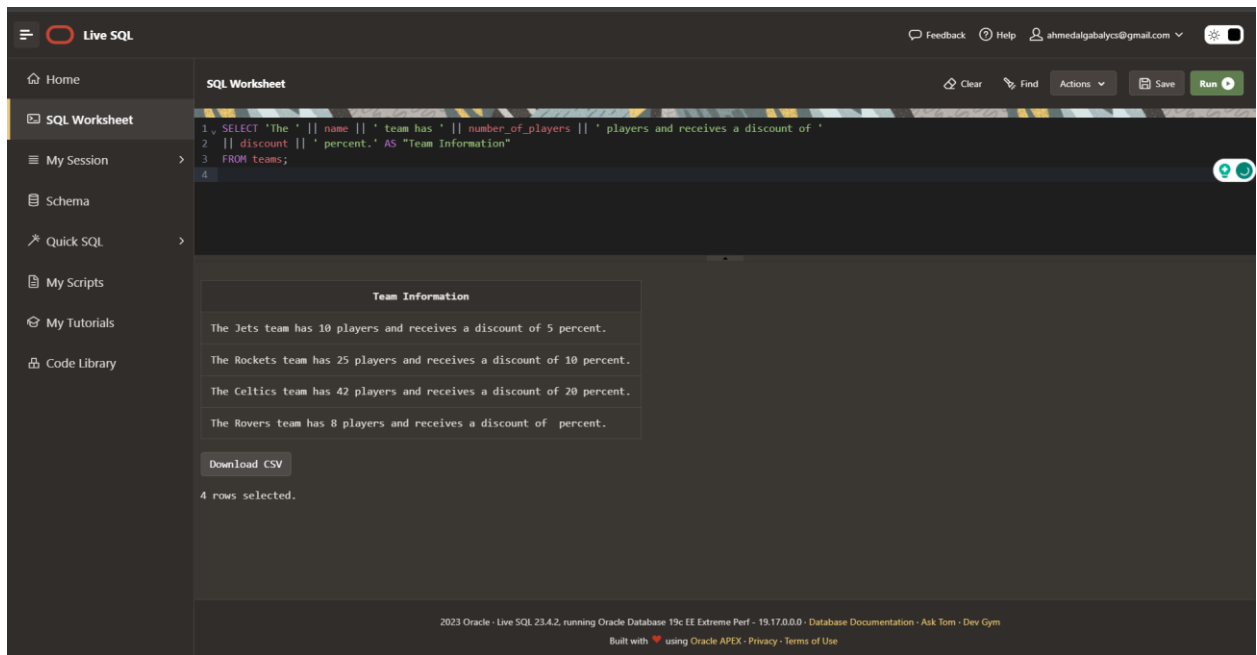 Live SQL
Feedback Help ahmedalgabalycs@gmail.com
Home
SQL Worksheet
My Session
Schema
Quick SQL
My Scripts
My Tutorials
Code Library
SQL Worksheet
Clear Find Actions Save Run
1 SELECT 'The ' || name || ' team has ' || number_of_players || ' players and receives a discount of '
2 || discount || ' percent.' AS "Team Information"
3 FROM teams;
4
Team Information
The Jets team has 10 players and receives a discount of 5 percent.
The Rockets team has 25 players and receives a discount of 10 percent.
The Celtics team has 42 players and receives a discount of 20 percent.
The Rovers team has 8 players and receives a discount of  percent.
Download CSV
4 rows selected.
2023 Oracle · Live SQL 23.4.2, running Oracle Database 19c EE Extreme Perf - 19.17.0.0.0 · Database Documentation · Ask Tom · Dev Gym
Built with ❤ using Oracle APEX · Privacy · Terms of Use